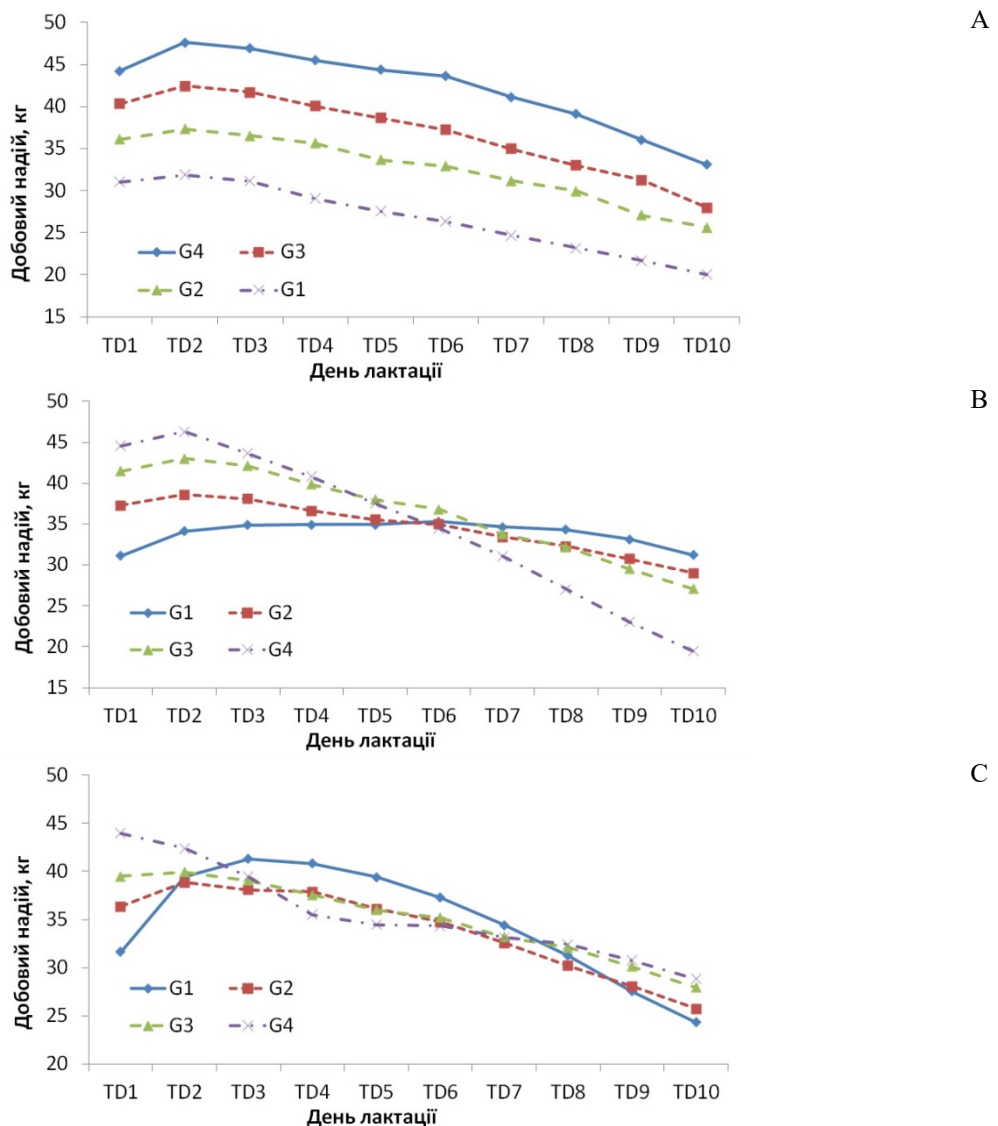 A
50
45
40
35
30
25
20
15
Добовий надій, кг
G4 G3
G2 G1
TD1 TD2 TD3 TD4 TD5 TD6 TD7 TD8 TD9 TD10
День лактації
B
50
45
40
35
30
25
20
15
Добовий надій, кг
G1 G2
G3 G4
TD1 TD2 TD3 TD4 TD5 TD6 TD7 TD8 TD9 TD10
День лактації
C
50
45
40
35
30
25
20
Добовий надій, кг
G1 G2
G3 G4
TD1 TD2 TD3 TD4 TD5 TD6 TD7 TD8 TD9 TD10
День лактації